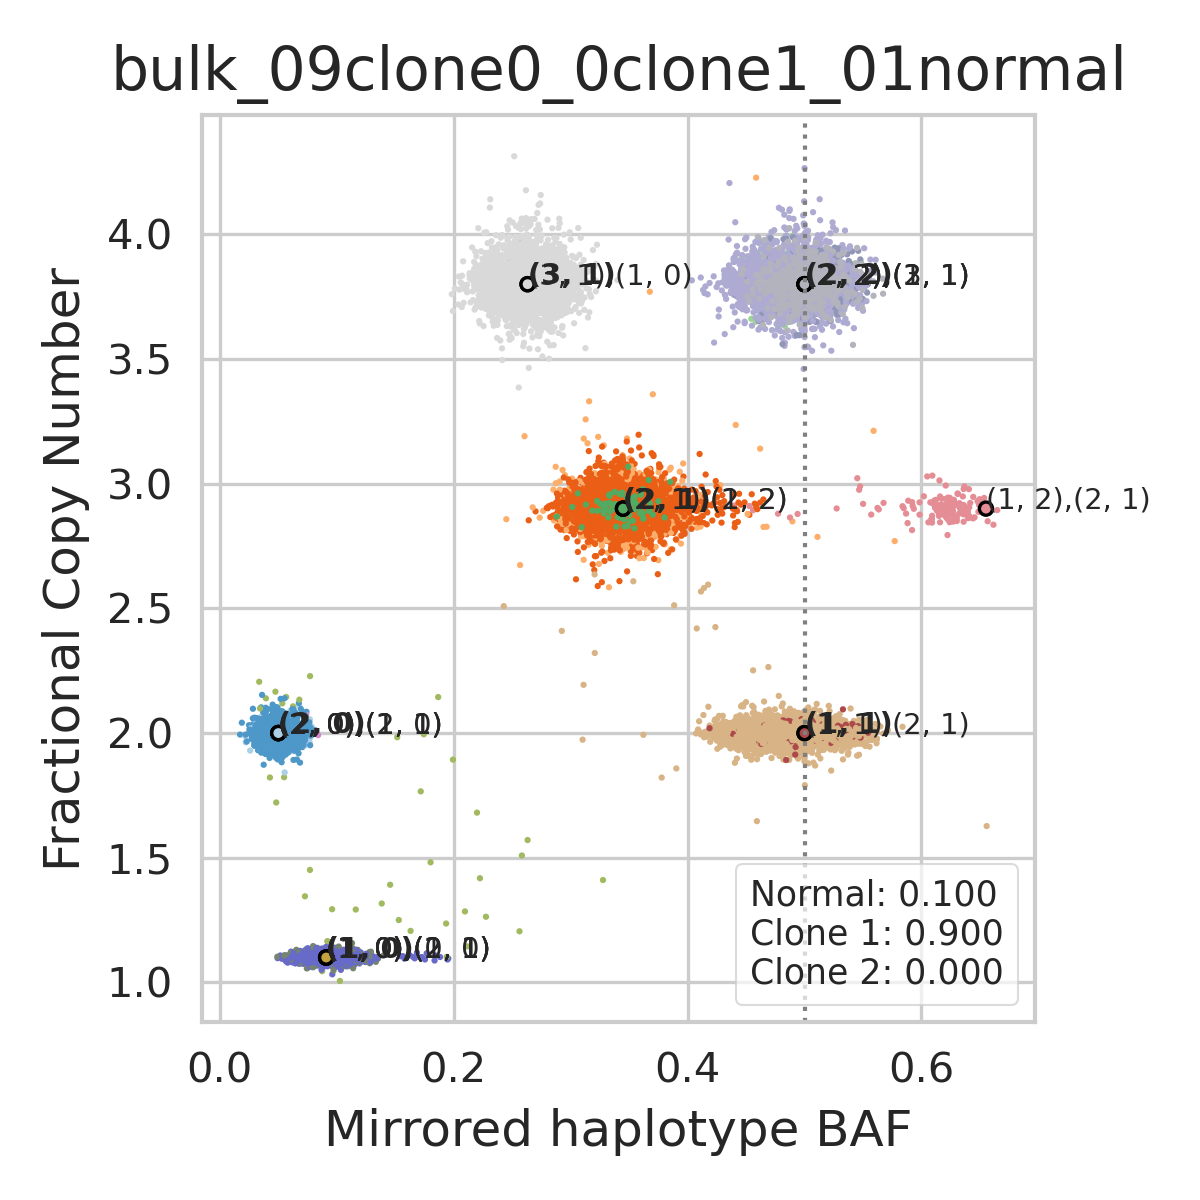 bulk_09clone0_0clone1_01normal
Fractional Copy Number
4.0
3.5
3.0
2.5
2.0
1.5
1.0
(3, 1) (1, 0)
(2, 2) 1)
(2, 1) 2)
(1, 2),(2, 1)
(2, 0)
(1, 1) (2, 1)
(1, 0)
Normal: 0.100
Clone 1: 0.900
Clone 2: 0.000
0.0 0.2 0.4 0.6
Mirrored haplotype BAF